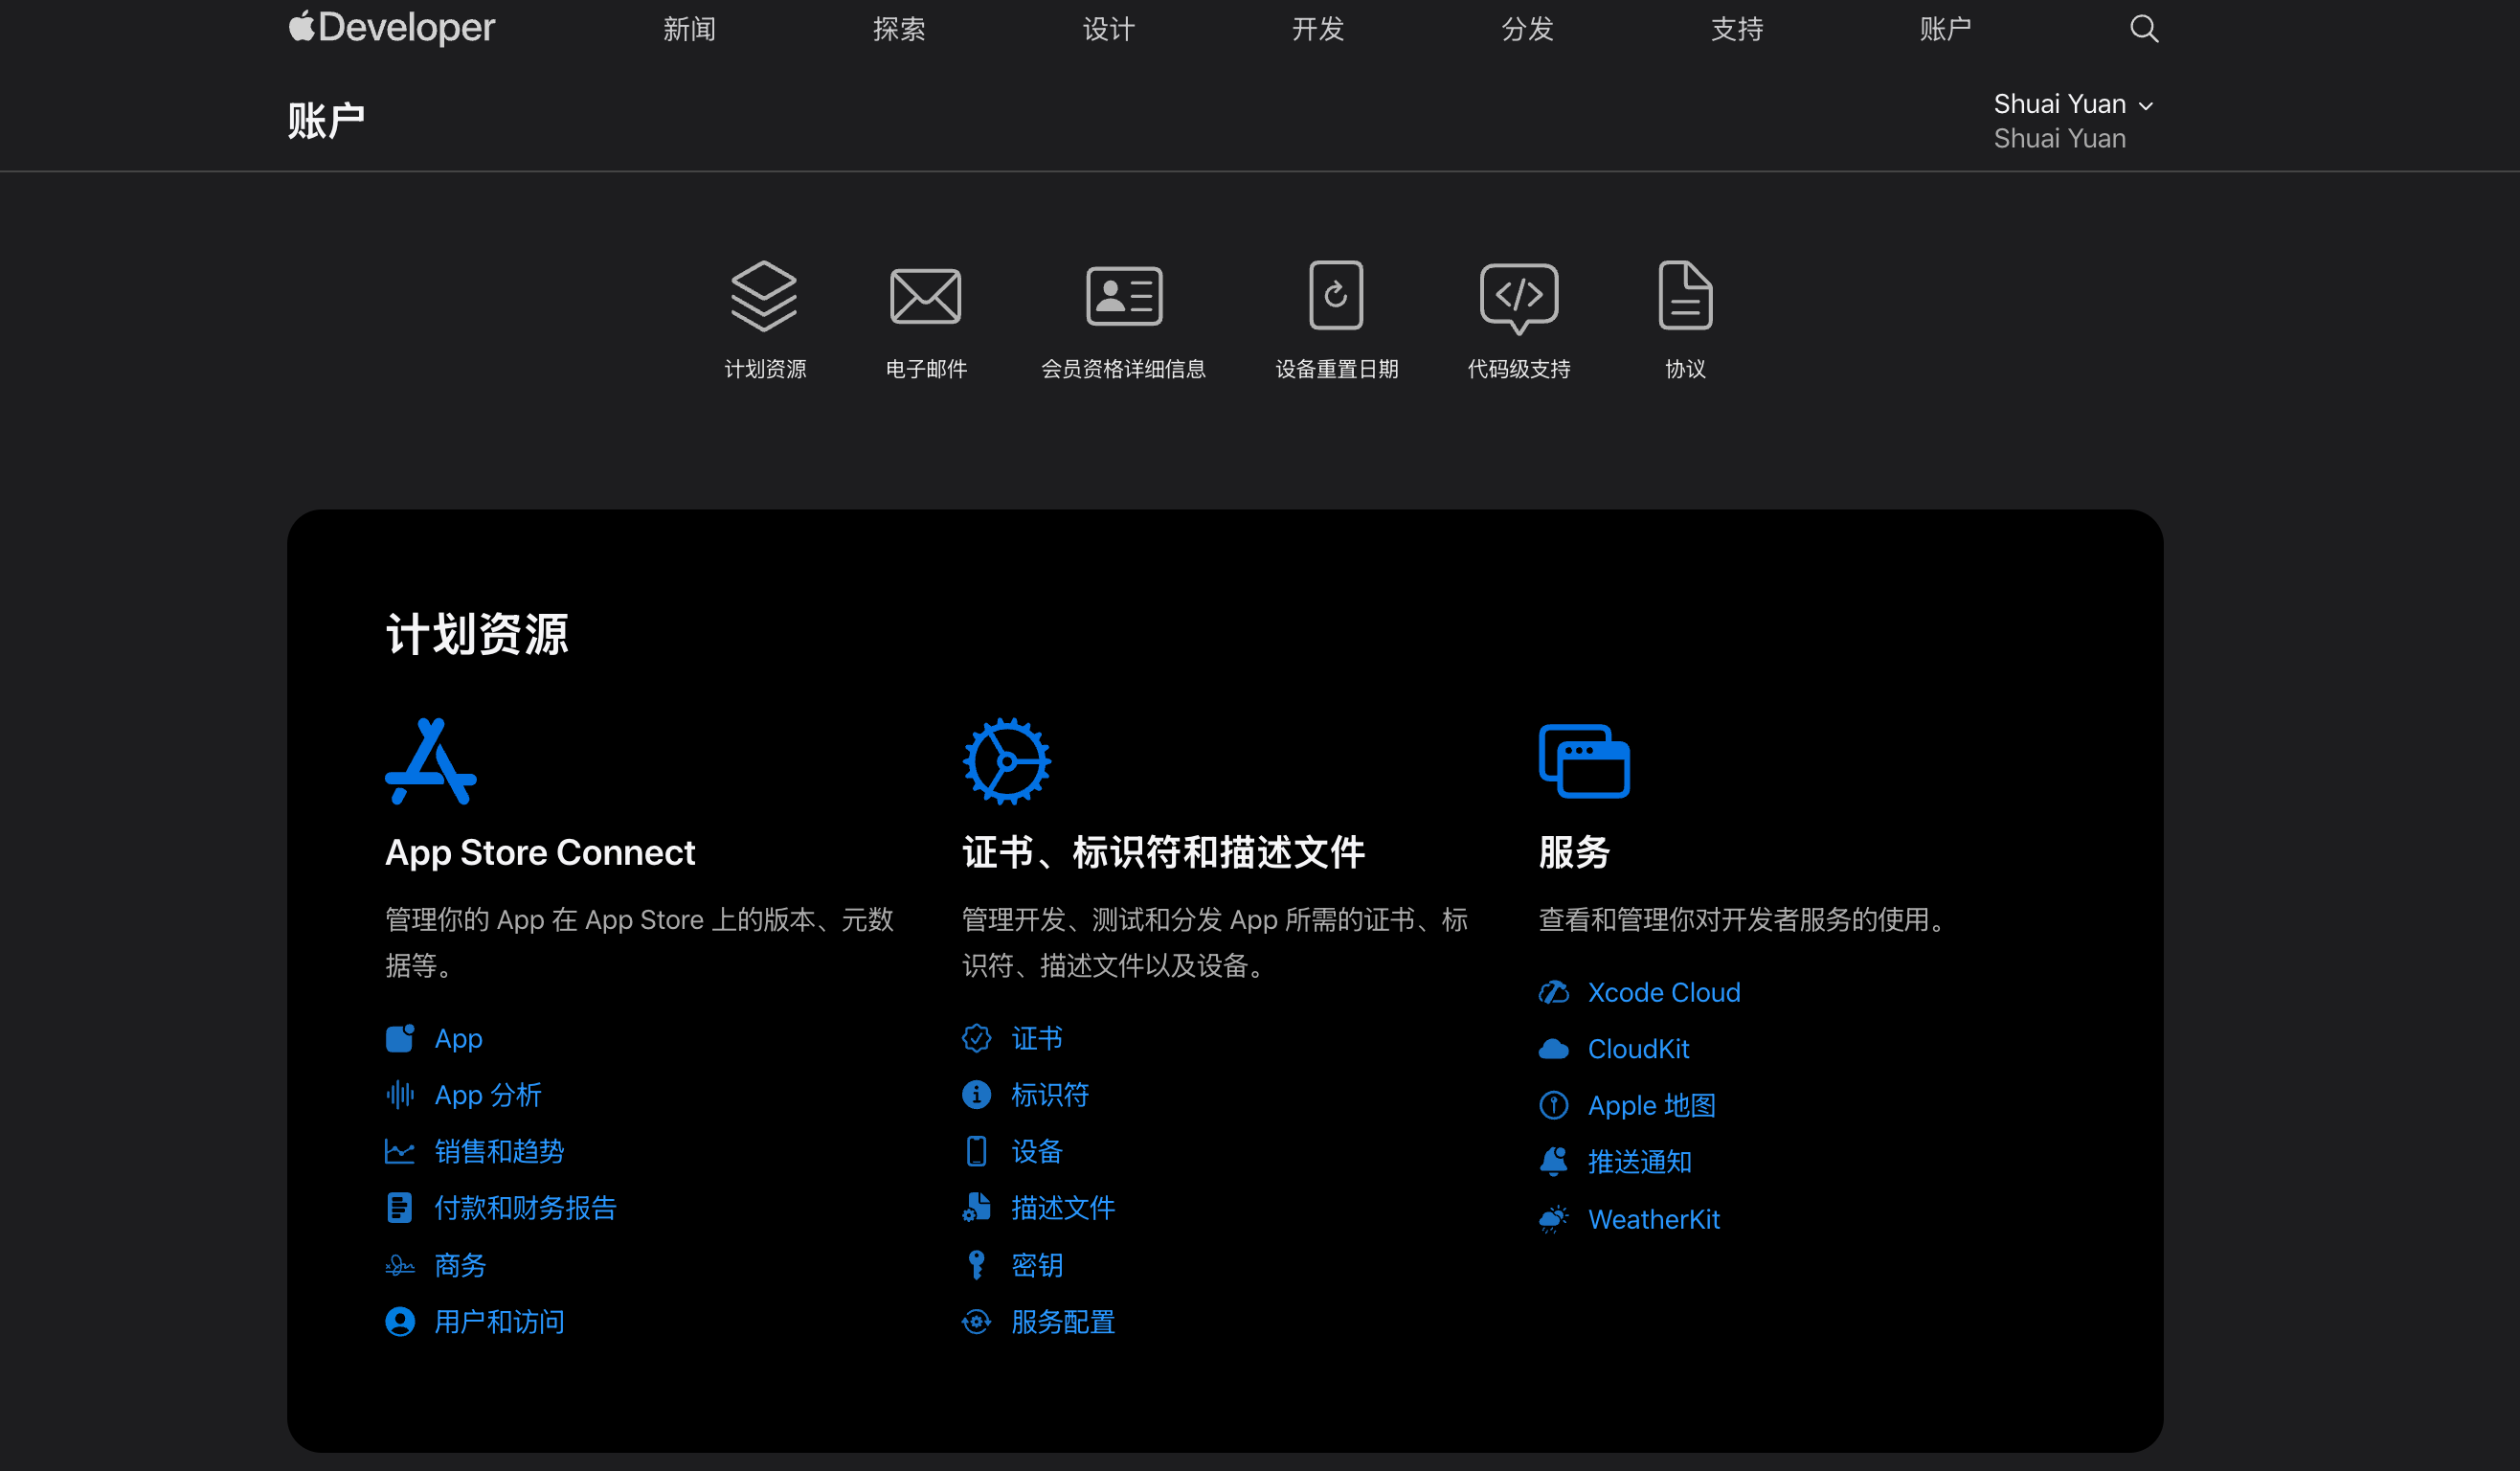 Developer
新闻
探索
设计
开发
分发
支持
账户
账户
Shuai Yuan
Shuai Yuan
计划资源
电子邮件
会员资格详细信息
设备重置日期
代码级支持
协议
计划资源
App Store Connect
管理你的 App 在 App Store 上的版本、元数
据等。
App
App 分析
销售和趋势
付款和财务报告
商务
用户和访问
证书、标识符和描述文件
管理开发、测试和分发 App 所需的证书、标
识符、描述文件以及设备。
证书
标识符
设备
描述文件
密钥
服务配置
服务
查看和管理你对开发者服务的使用。
Xcode Cloud
CloudKit
Apple 地图
推送通知
WeatherKit